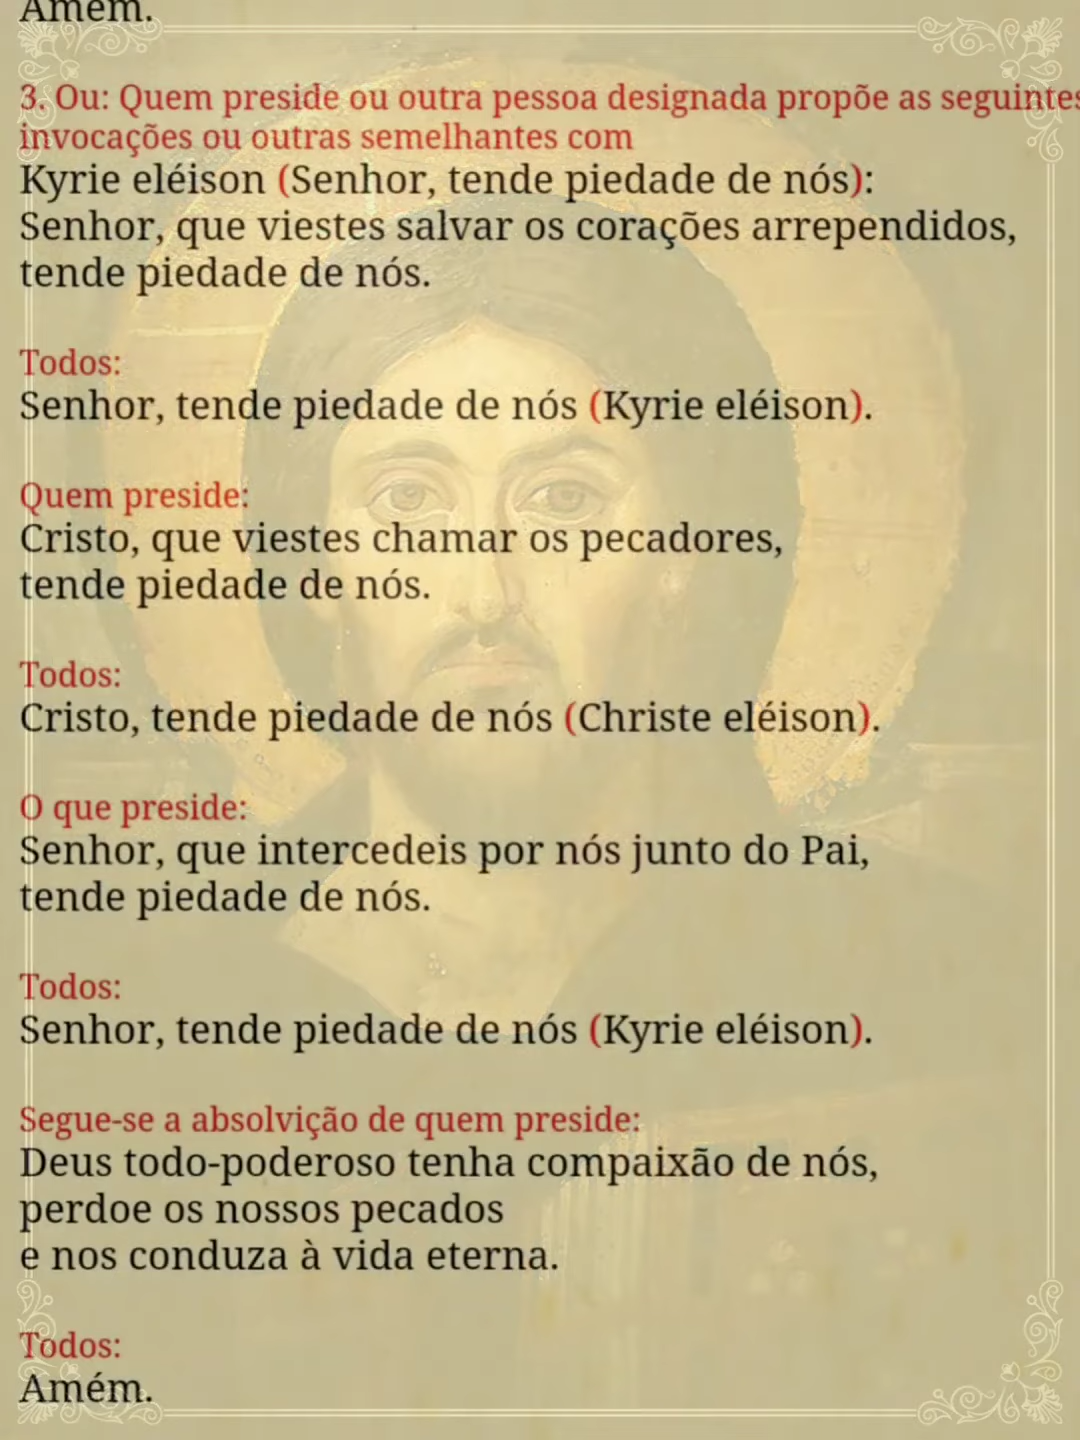 Amém.
3. Ou: Quem preside ou outra pessoa designada propõe as seguintes
invocações ou outras semelhantes com
Kyrie eléison (Senhor, tende piedade de nós):
Senhor, que viestes salvar os corações arrependidos,
tende piedade de nós.
Todos:
Senhor, tende piedade de nós (Kyrie eléison).
Quem preside:
Cristo, que viestes chamar os pecadores,
tende piedade de nós.
Todos:
Cristo, tende piedade de nós (Christe eléison).
O que preside:
Senhor, que intercedeis por nós junto do Pai,
tende piedade de nós.
Todos:
Senhor, tende piedade de nós (Kyrie eléison).
Segue-se a absolvição de quem preside:
Deus todo-poderoso tenha compaixão de nós,
perdoe os nossos pecados
e nos conduza à vida eterna.
Todos:
Amém.